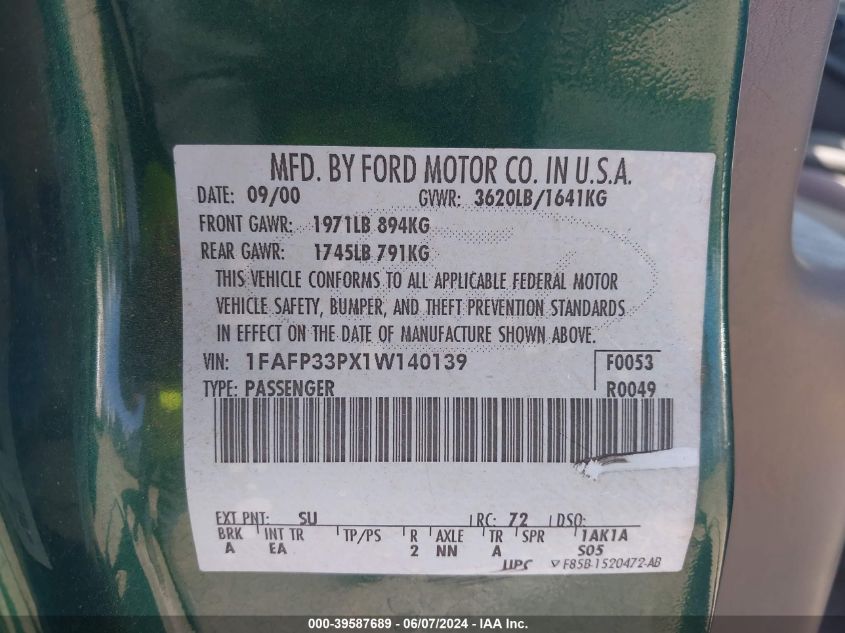 MFD. BY FORD MOTOR CO. IN U.S.A.
DATE: 09/00 GVWR: 3620LB/1641KG
FRONT GAWR: 1971LB 894KG
REAR GAWR: 1745LB 791KG
THIS VEHICLE CONFORMS TO ALL APPLICABLE FEDERAL MOTOR
VEHICLE SAFETY, BUMPER, AND THEFT PREVENTION STANDARDS
IN EFFECT ON THE DATE OF MANUFACTURE SHOWN ABOVE.
VIN: 1FAFP33PX1W140139 F0053
TYPE: PASSENGER R0049
EXT PNT: SU RC: 72 DSO:
BRK INT TR TP/PS R AXLE TR SPR 1AK1A
A EA 2 NN A S05
UPC ▽ F85B-1520472-AB
000-39587689 - 06/07/2024 - IAA Inc.